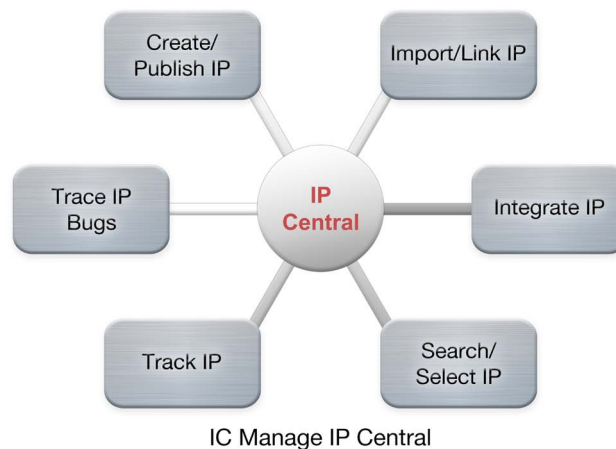 Create/
Publish IP
Import/Link IP
Trace IP
Bugs
IP
Central
Integrate IP
Track IP
Search/
Select IP
IC Manage IP Central